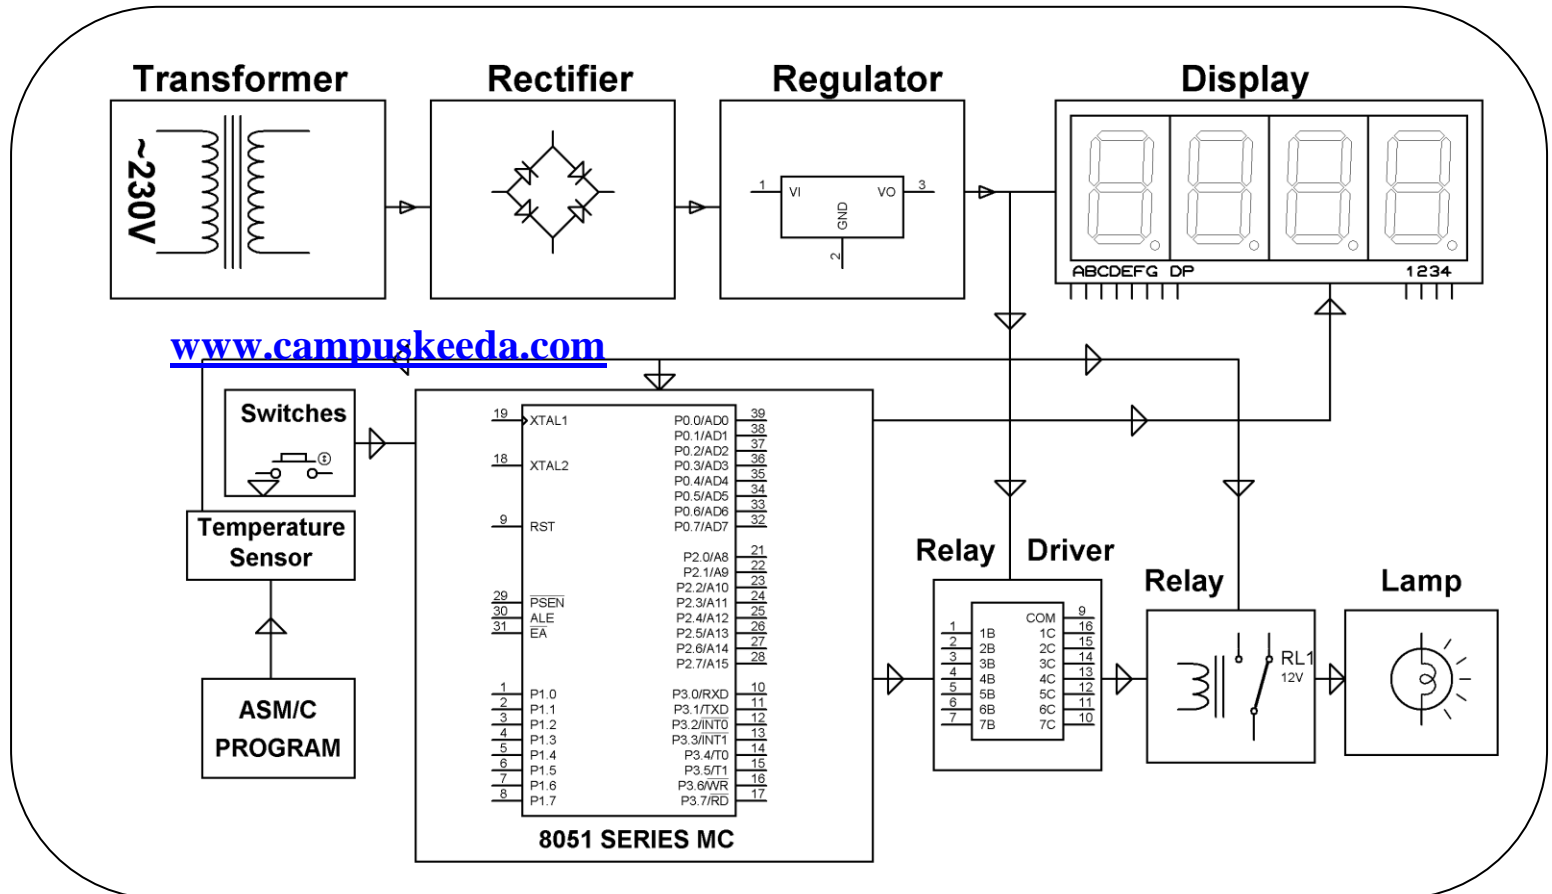 Transformer
Rectifier
Regulator
Display
~230V
1
VI
VO
3
GND
2
ABCDEFG DP
1234
www.campuskeeda.com
Switches
Temperature
Sensor
ASM/C
PROGRAM
19
XTAL1
18
XTAL2
9
RST
29
PSEN
30
ALE
31
EA
1
P1.0
2
P1.1
3
P1.2
4
P1.3
5
P1.4
6
P1.5
7
P1.6
8
P1.7
P0.0/AD0
39
P0.1/AD1
38
P0.2/AD2
37
P0.3/AD3
36
P0.4/AD4
35
P0.5/AD5
34
P0.6/AD6
33
P0.7/AD7
32
P2.0/A8
21
P2.1/A9
22
P2.2/A10
23
P2.3/A11
24
P2.4/A12
25
P2.5/A13
26
P2.6/A14
27
P2.7/A15
28
P3.0/RXD
10
P3.1/TXD
11
P3.2/INT0
12
P3.3/INT1
13
P3.4/T0
14
P3.5/T1
15
P3.6/WR
16
P3.7/RD
17
8051 SERIES MC
Relay Driver
COM
9
1
1B
1C
16
2
2B
2C
15
3
3B
3C
14
4
4B
4C
13
5
5B
5C
12
6
6B
6C
11
7
7B
7C
10
Relay
RL1
12V
Lamp